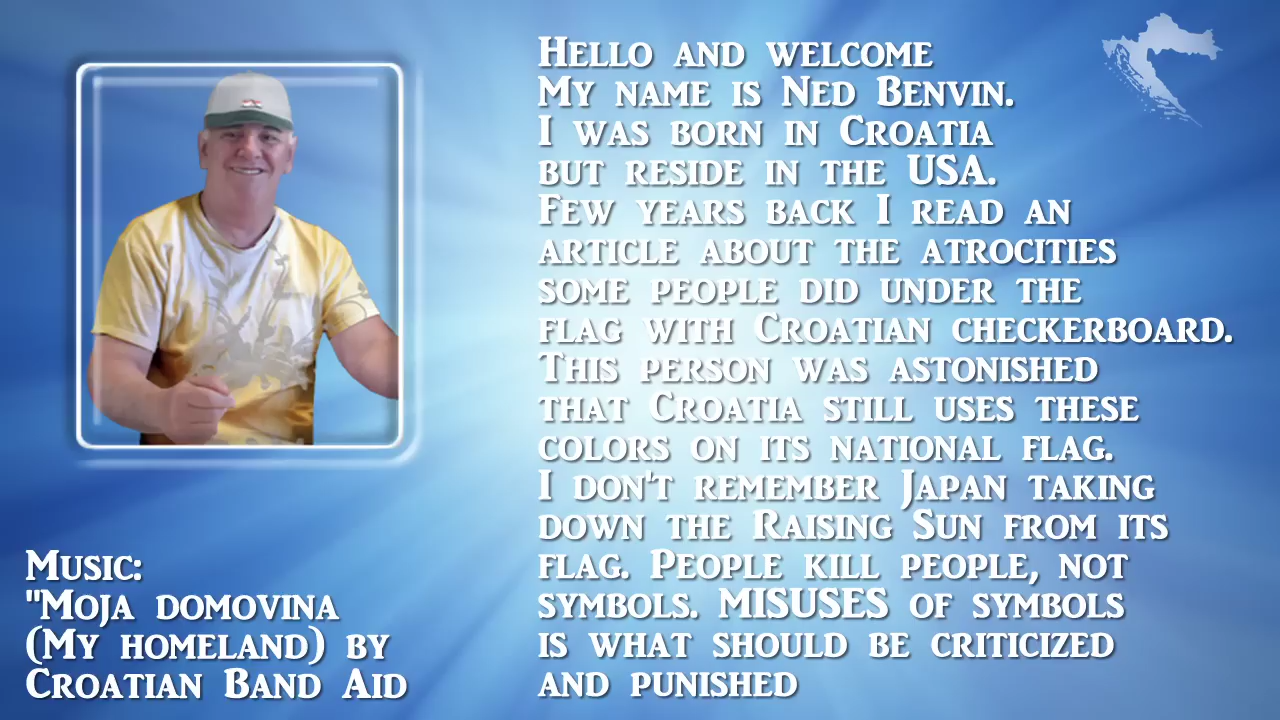 Hello and welcome
My name is Ned Benvin.
I was born in Croatia
but reside in the USA.
Few years back I read an
article about the atrocities
some people did under the
flag with Croatian checkerboard.
This person was astonished
that Croatia still uses these
colors on its national flag.
I don't remember Japan taking
down the Raising Sun from its
flag. People kill people, not
symbols. MISUSES of symbols
is what should be criticized
and punished
Music:
"Moja domovina
(My homeland) by
Croatian Band Aid